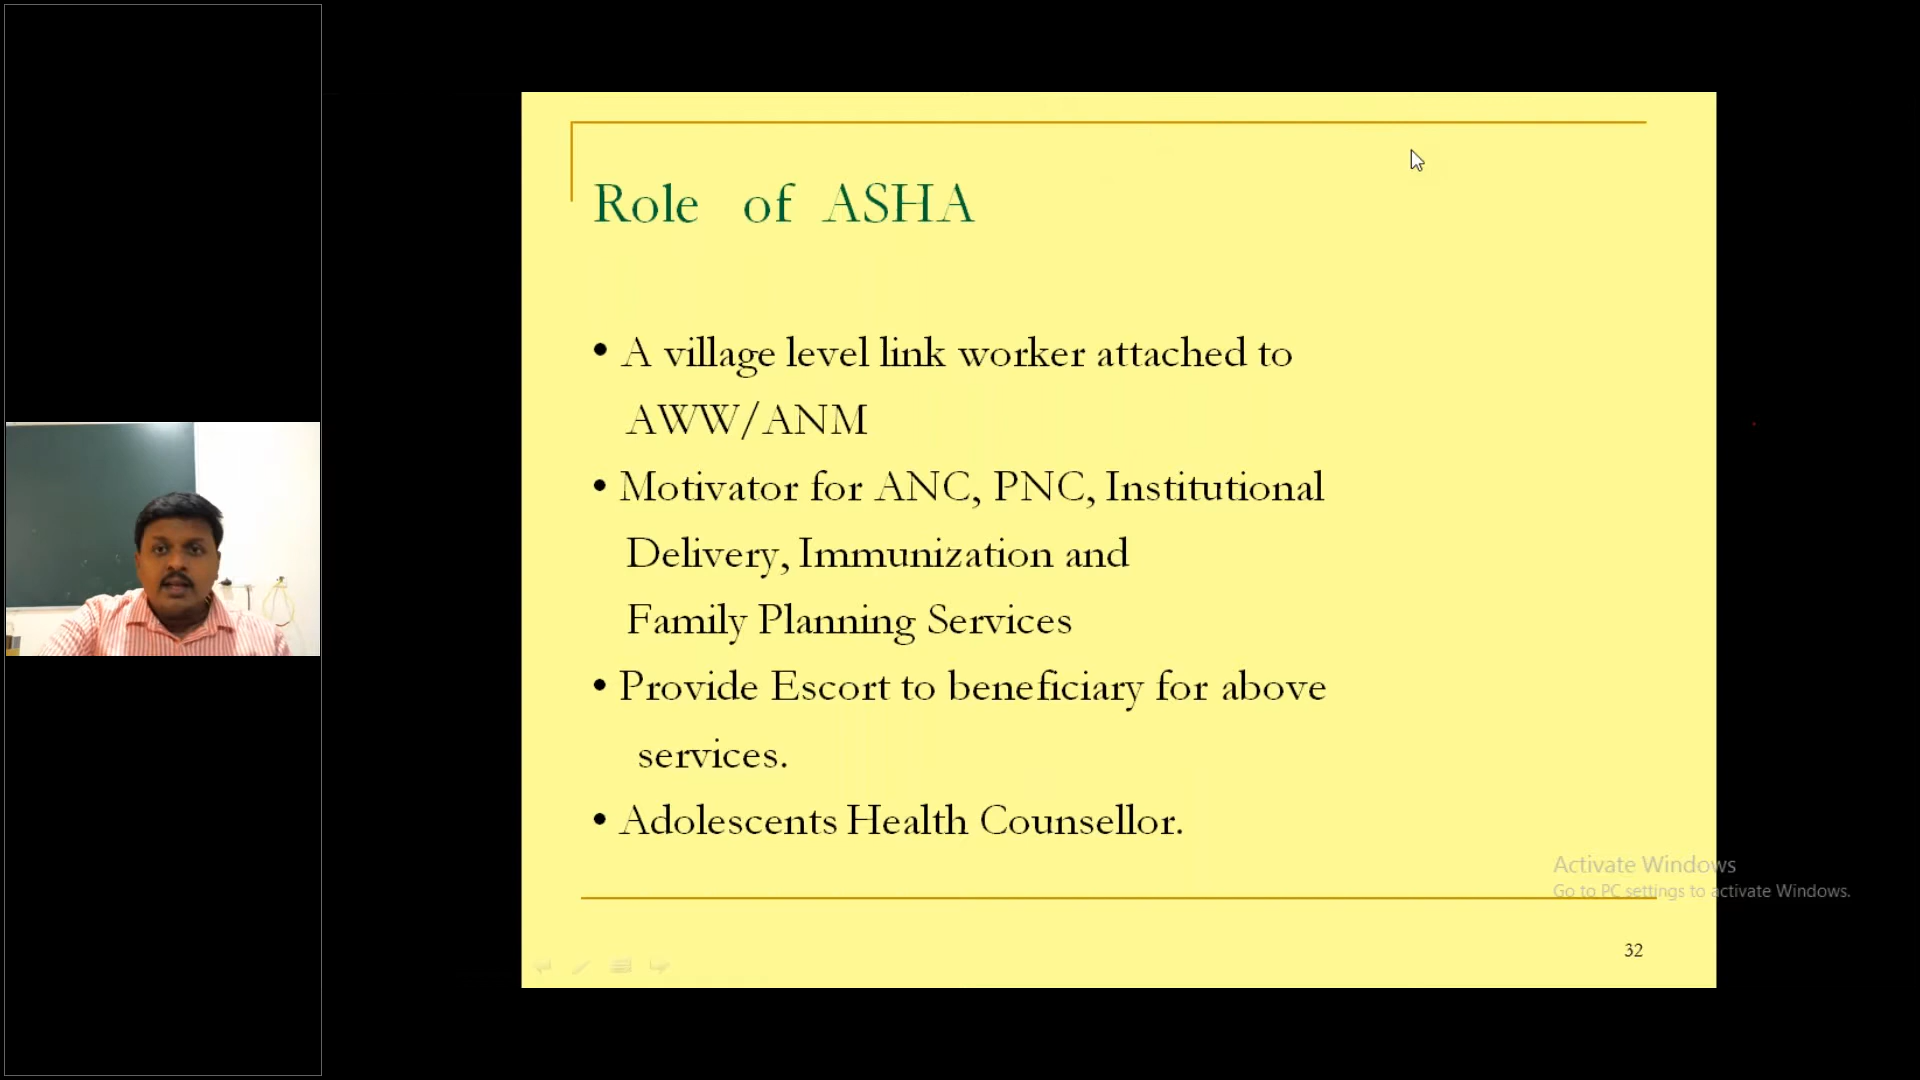 Role of ASHA
• A village level link worker attached to
AWW/ANM
• Motivator for ANC, PNC, Institutional
Delivery, Immunization and
Family Planning Services
• Provide Escort to beneficiary for above
services.
• Adolescents Health Counsellor.
Activate Windows
Go to PC settings to activate Windows.
32